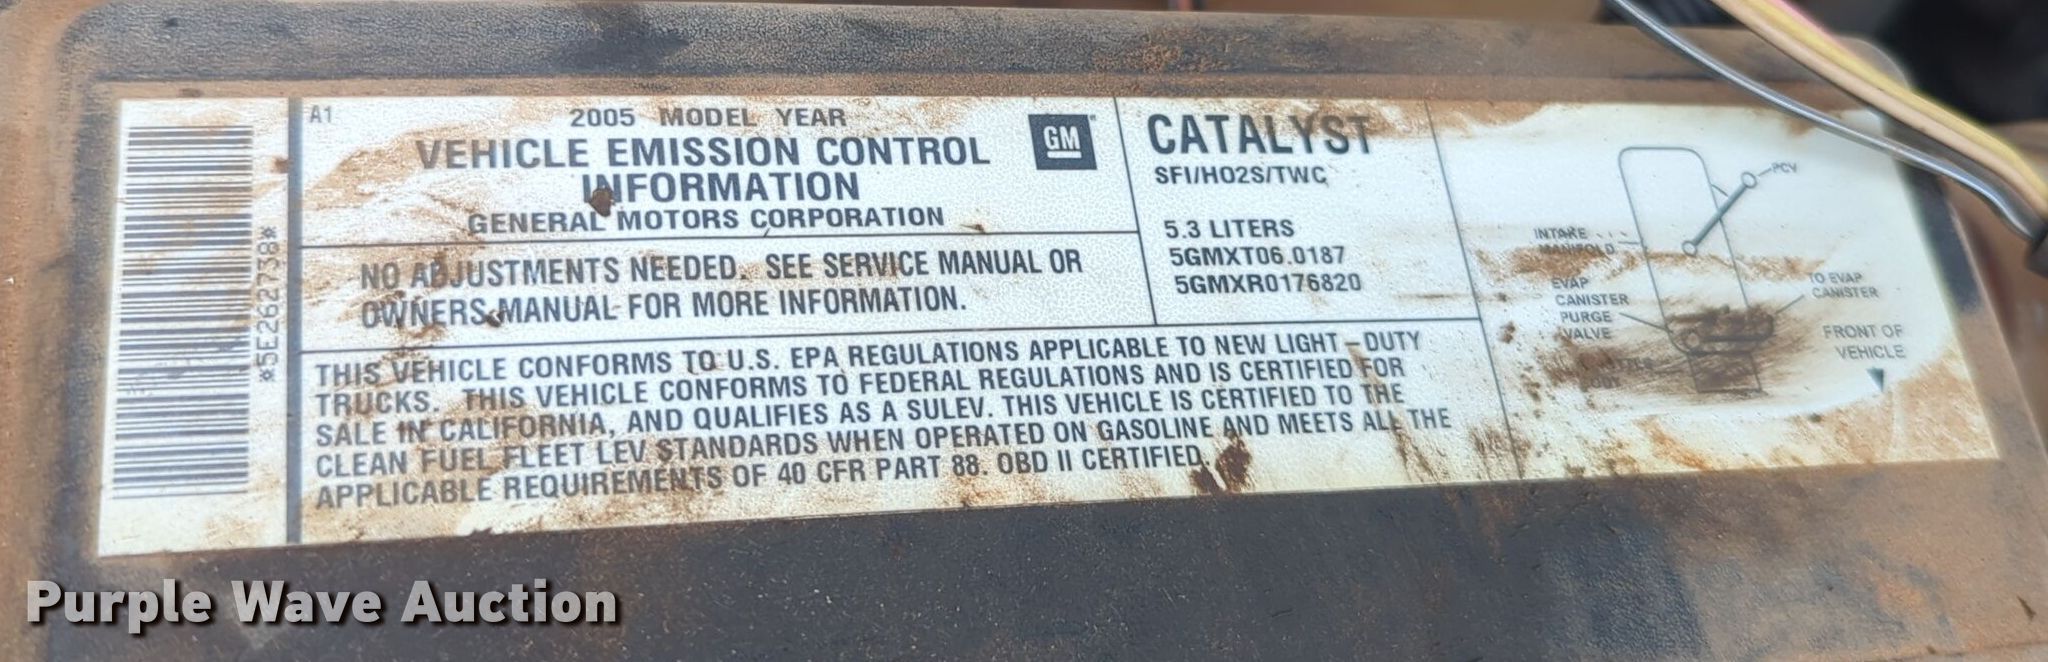 *5E262738*
A1
2005 MODEL YEAR
VEHICLE EMISSION CONTROL
INFORMATION
GENERAL MOTORS CORPORATION
GM
NO ADJUSTMENTS NEEDED. SEE SERVICE MANUAL OR
OWNERS MANUAL FOR MORE INFORMATION.
CATALYST
SFI/HO2S/TWC
5.3 LITERS
5GMXT06.0187
5GMXR0176820
THIS VEHICLE CONFORMS TO U.S. EPA REGULATIONS APPLICABLE TO NEW LIGHT-DUTY
TRUCKS. THIS VEHICLE CONFORMS TO FEDERAL REGULATIONS AND IS CERTIFIED FOR
SALE IN CALIFORNIA, AND QUALIFIES AS A SULEV. THIS VEHICLE IS CERTIFIED TO THE
CLEAN FUEL FLEET LEV STANDARDS WHEN OPERATED ON GASOLINE AND MEETS ALL THE
APPLICABLE REQUIREMENTS OF 40 CFR PART 88. OBD II CERTIFIED.
PCV
INTAKE
MANIFOLD
EVAP
CANISTER
PURGE
VALVE
TO EVAP
CANISTER
FRONT OF
VEHICLE
Purple Wave Auction